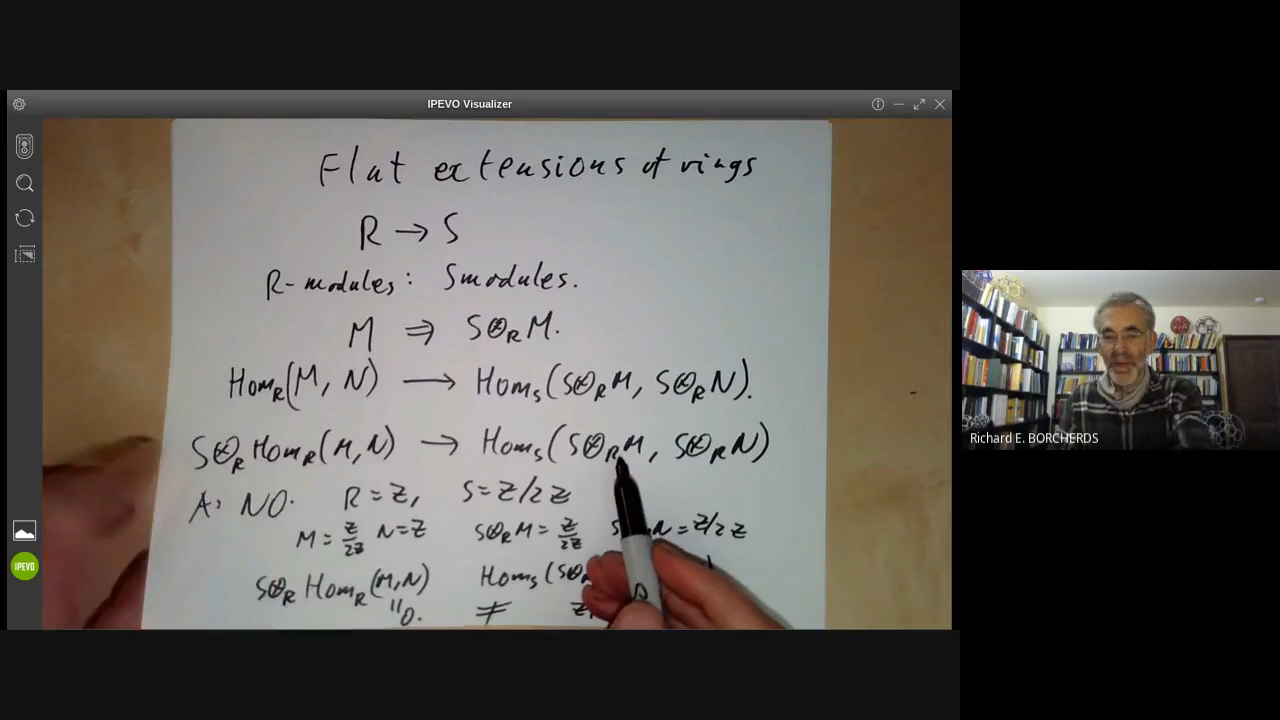 IPEVO Visualizer
Flat extensions of rings
R → S
R-modules: Smodules.
M ⇒ S⊗_R M.
Hom_R(M, N) → Hom_S(S⊗_R M, S⊗_R N).
S⊗_R Hom_R(M, N) → Hom_S(S⊗_R M, S⊗_R N)
A: NO. R = Z, S = Z/2Z
M = Z/2Z N = Z S⊗_R M = Z/2Z N = Z/2Z
S⊗_R Hom_R(M,N) Hom_S(S⊗
"0. ≠
Richard E. BORCHERDS
IPEVO